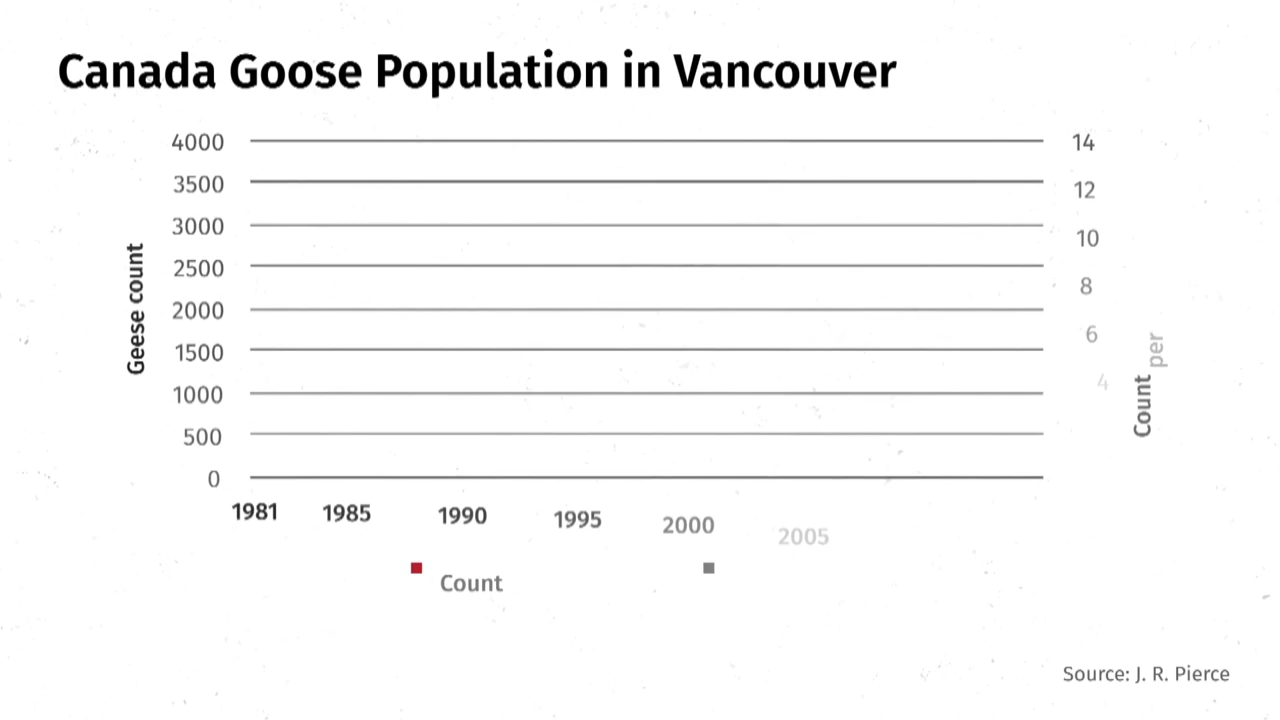 Canada Goose Population in Vancouver
4000
3500
3000
2500
2000
1500
1000
500
0
Geese count
14
12
10
8
6
4
Count per
1981 1985 1990 1995 2000 2005
Count
Source: J. R. Pierce